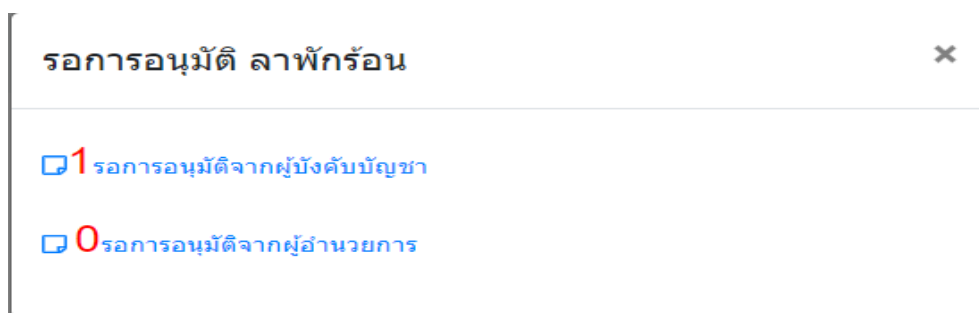 รอการอนุมัติ ลาพักร้อน ×
1 รอการอนุมัติจากผู้บังคับบัญชา
0รอการอนุมัติจากผู้อำนวยการ